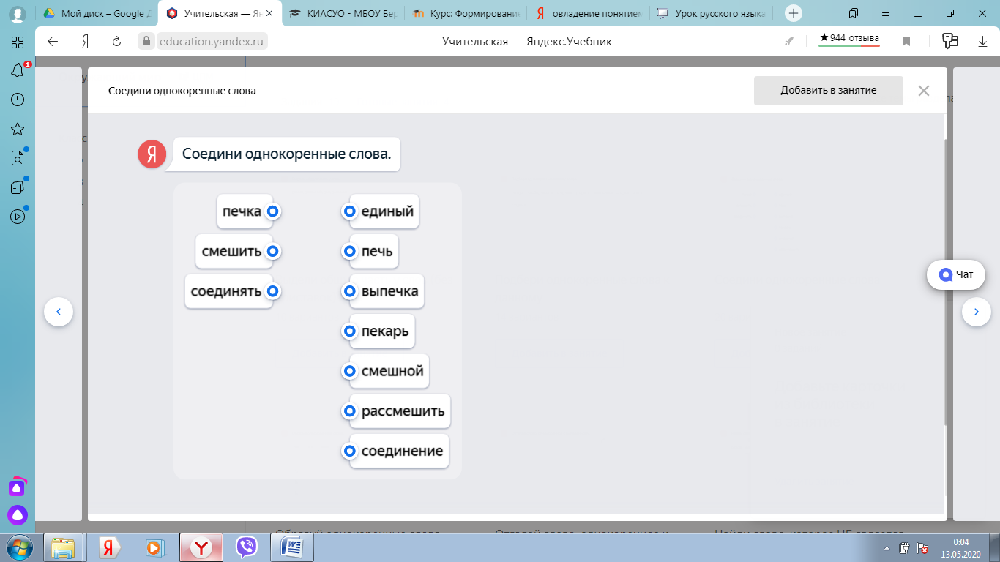 Мой диск – Google Д
Учительская — Ян
КИАСУО - МБОУ Бер
Курс: Формирование
овладение понятием
Урок русского языка
education.yandex.ru
Учительская — Яндекс.Учебник
★944 отзыва
1
Соедини однокоренные слова
Добавить в занятие
Я
Соедини однокоренные слова.
печка
единый
смешить
печь
соединять
выпечка
пекарь
смешной
рассмешить
соединение
Чат
0:04
13.05.2020